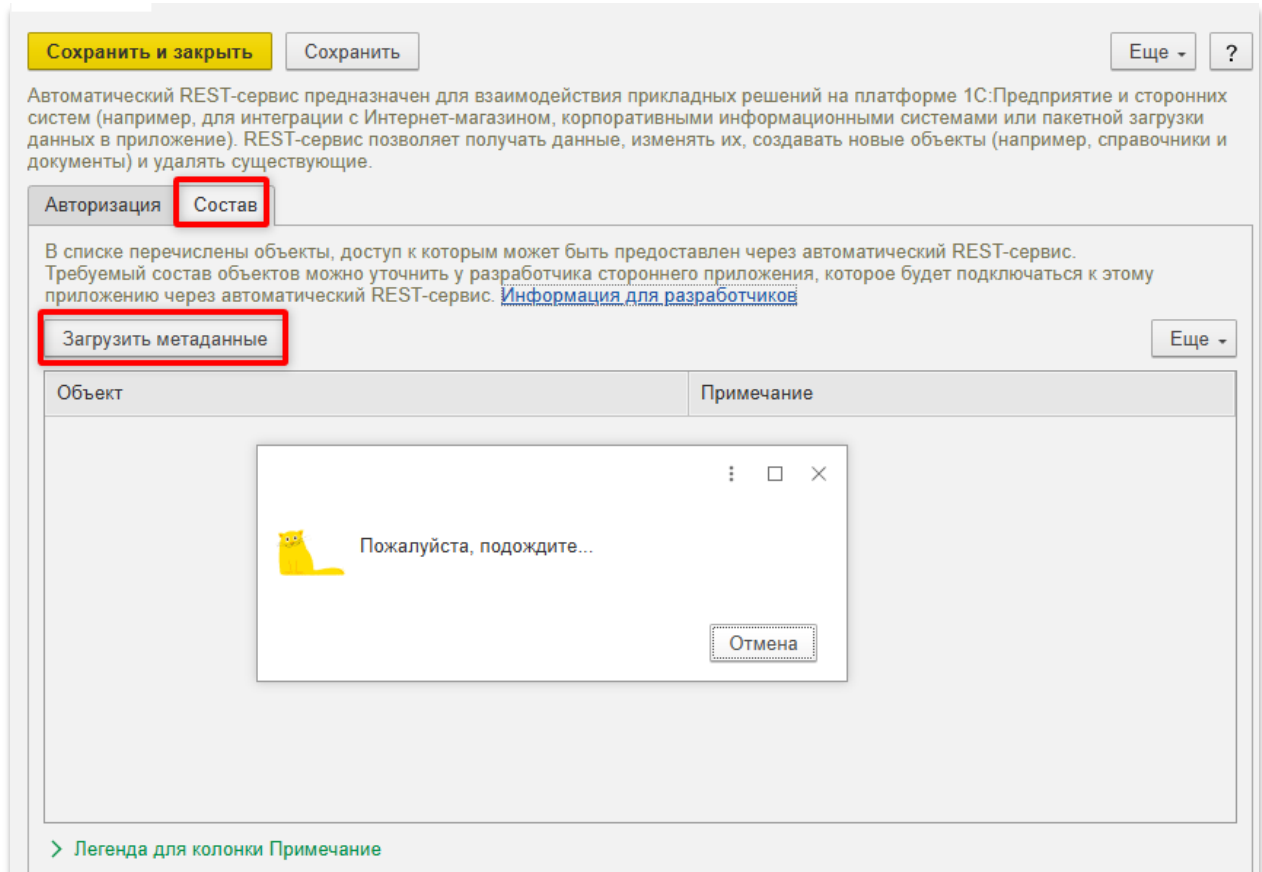 Сохранить и закрыть Сохранить Еще ?
Автоматический REST-сервис предназначен для взаимодействия прикладных решений на платформе 1С:Предприятие и сторонних
систем (например, для интеграции с Интернет-магазином, корпоративными информационными системами или пакетной загрузки
данных в приложение). REST-сервис позволяет получать данные, изменять их, создавать новые объекты (например, справочники и
документы) и удалять существующие.
Авторизация Состав
В списке перечислены объекты, доступ к которым может быть предоставлен через автоматический REST-сервис.
Требуемый состав объектов можно уточнить у разработчика стороннего приложения, которое будет подключаться к этому
приложению через автоматический REST-сервис. Информация для разработчиков
Загрузить метаданные Еще
Объект Примечание
Пожалуйста, подождите...
Отмена
Легенда для колонки Примечание